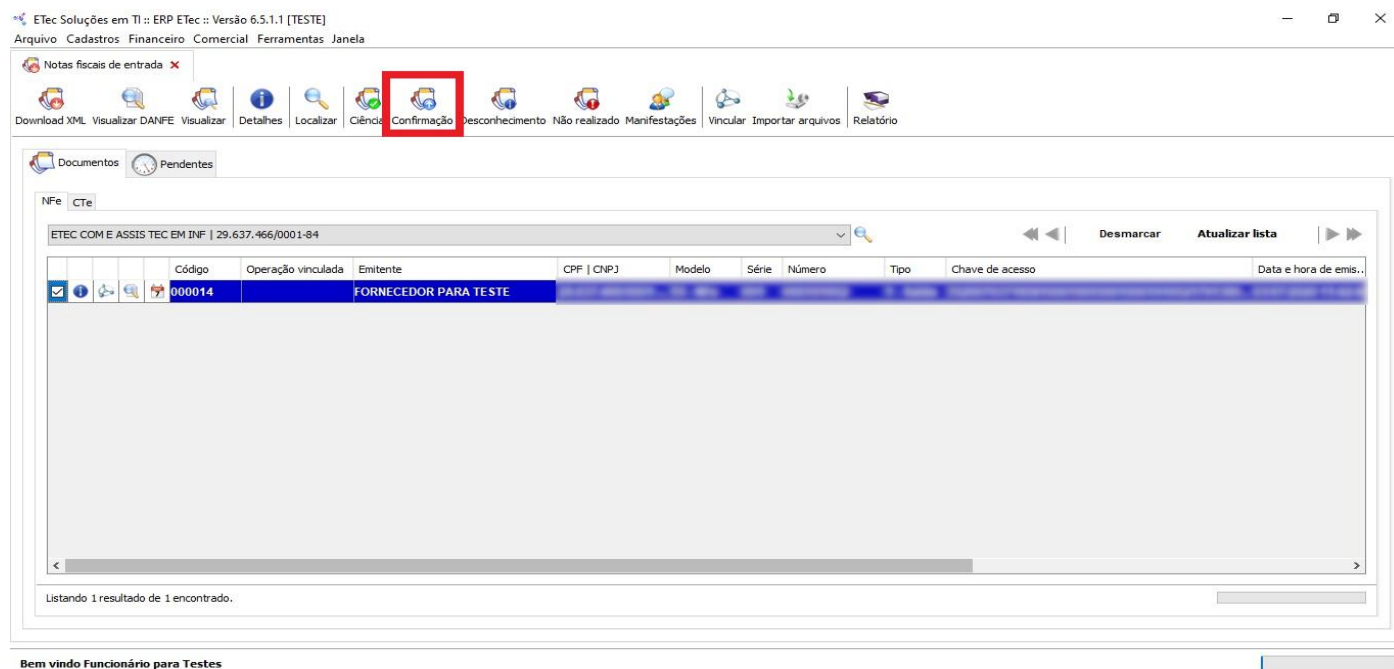 ETec Soluções em TI :: ERP ETec :: Versão 6.5.1.1 [TESTE]
Arquivo Cadastros Financeiro Comercial Ferramentas Janela
Notas fiscais de entrada
Download XML Visualizar DANFE Visualizar Detalhes Localizar Ciência Confirmação Desconhecimento Não realizado Manifestações Vincular Importar arquivos Relatório
Documentos Pendentes
NFe CTe
ETEC COM E ASSIS TEC EM INF | 29.637.466/0001-84 Desmarcar Atualizar lista
Código Operação vinculada Emitente CPF | CNPJ Modelo Série Número Tipo Chave de acesso Data e hora de emis..
000014 FORNECEDOR PARA TESTE
Listando 1 resultado de 1 encontrado.
Bem vindo Funcionário para Testes